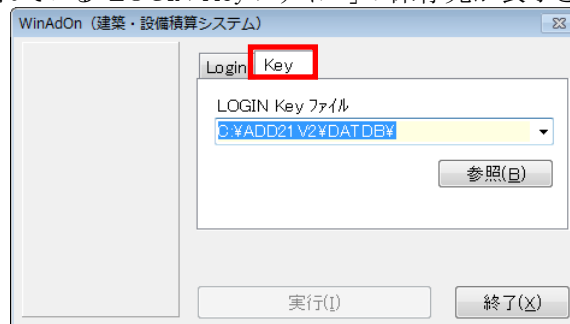 WinAdOn（建築・設備積算システム）
Login Key
LOGIN Key ファイル
C:¥ADD21V2¥DATDB¥
参照(B)
実行(I) 終了(X)